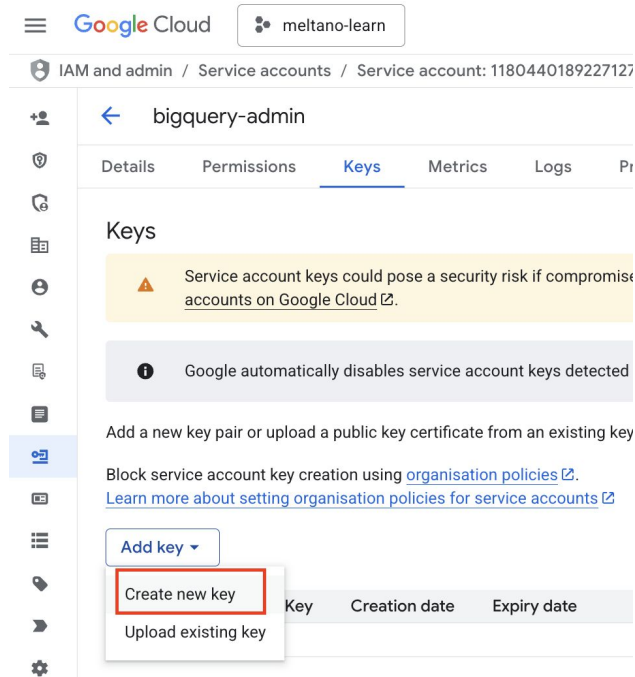 Google Cloud
meltano-learn
IAM and admin / Service accounts / Service account: 1180440189227127
bigquery-admin
Details Permissions Keys Metrics Logs
Keys
Service account keys could pose a security risk if compromise
accounts on Google Cloud.
Google automatically disables service account keys detected
Add a new key pair or upload a public key certificate from an existing key
Block service account key creation using organisation policies.
Learn more about setting organisation policies for service accounts
Add key
Create new key
Key Creation date Expiry date
Upload existing key